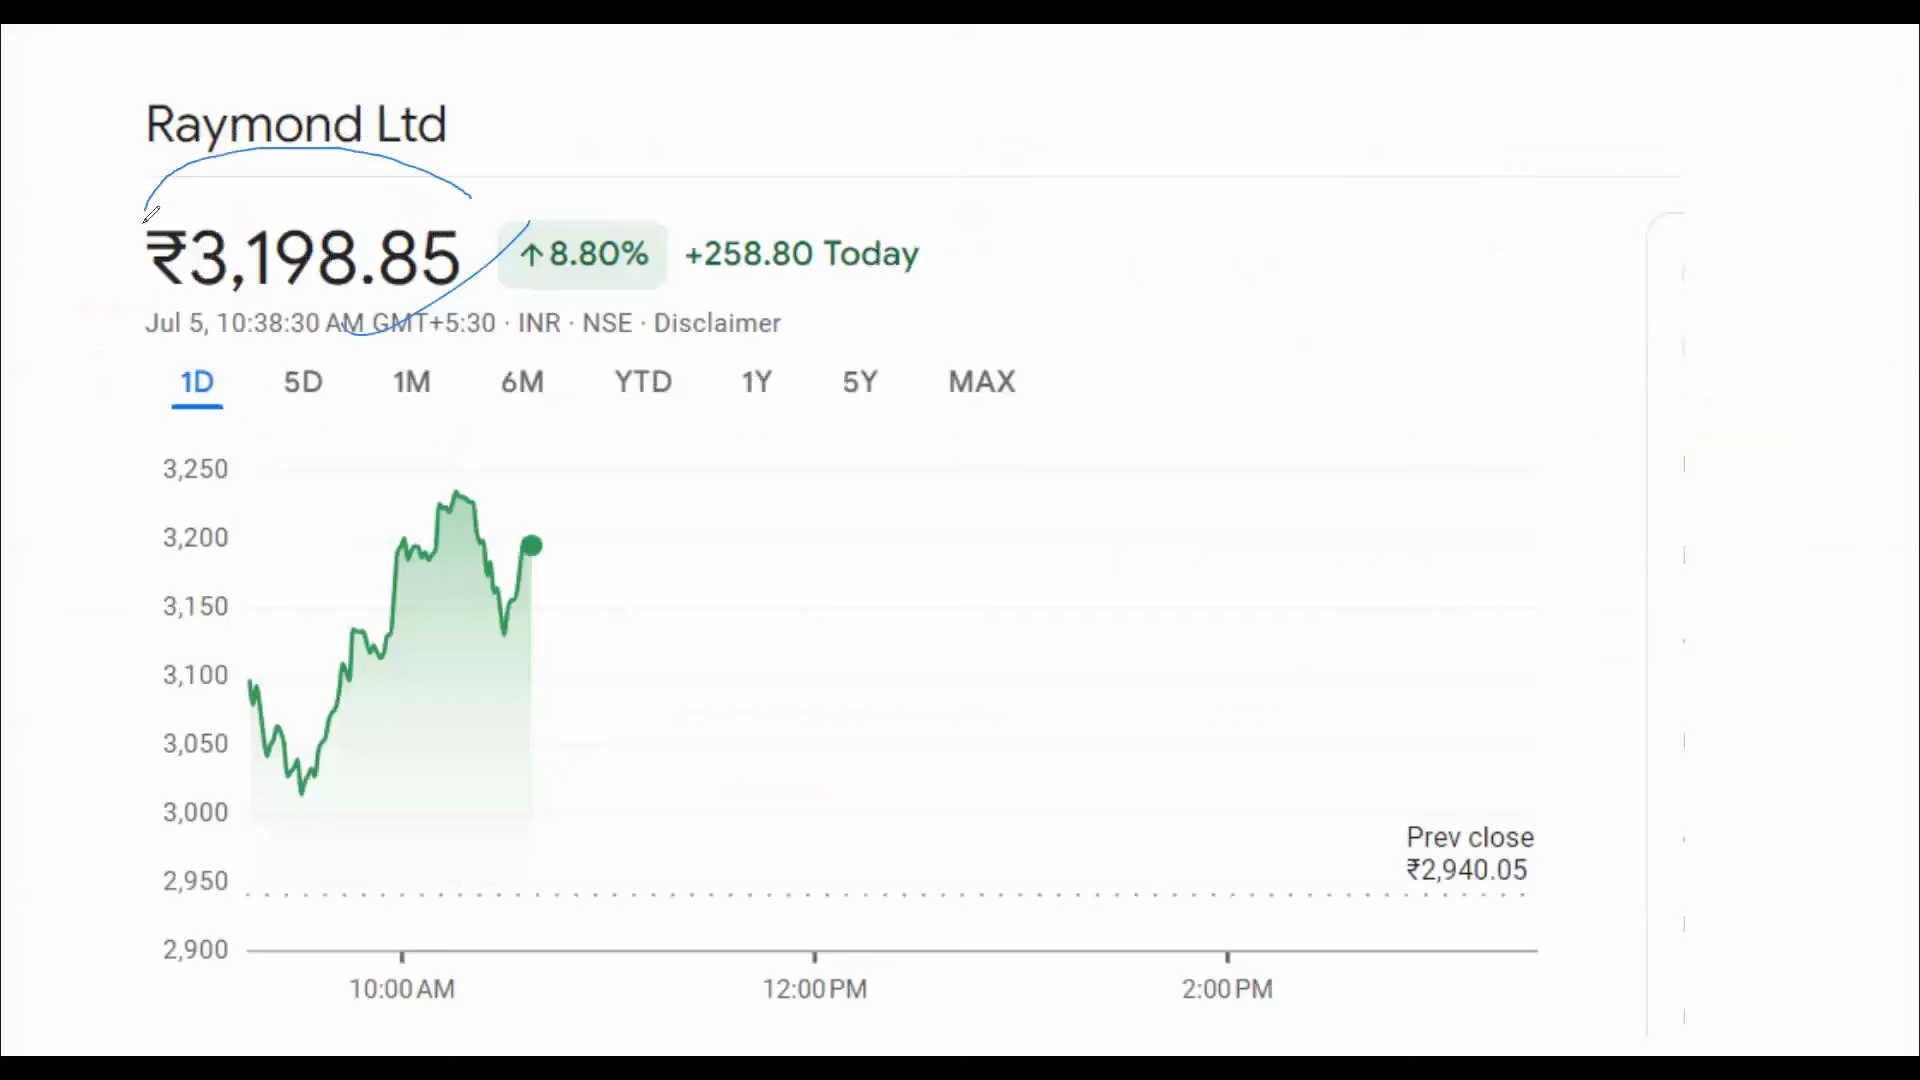 Raymond Ltd
₹3,198.85 ↑8.80% +258.80 Today
Jul 5, 10:38:30 AM GMT+5:30 · INR · NSE · Disclaimer
1D 5D 1M 6M YTD 1Y 5Y MAX
3,250
3,200
3,150
3,100
3,050
3,000
Prev close
₹2,940.05
2,950
2,900
10:00 AM 12:00 PM 2:00 PM